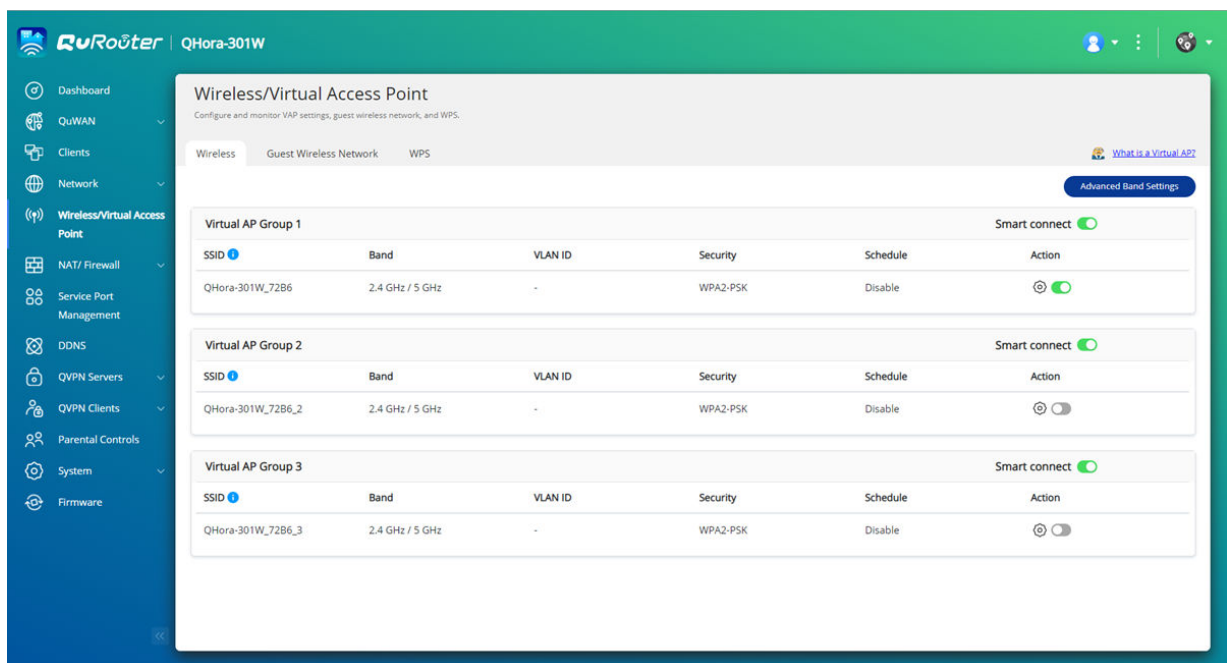 QuRoūter | QHora-301W
Dashboard
QuWAN
Clients
Network
Wireless/Virtual Access
Point
NAT/ Firewall
Service Port
Management
DDNS
QVPN Servers
QVPN Clients
Parental Controls
System
Firmware
Wireless/Virtual Access Point
Configure and monitor VAP settings, guest wireless network, and WPS.
Wireless Guest Wireless Network WPS What is a Virtual AP?
Advanced Band Settings
Virtual AP Group 1 Smart connect
SSID Band VLAN ID Security Schedule Action
QHora-301W_72B6 2.4 GHz / 5 GHz - WPA2-PSK Disable
Virtual AP Group 2 Smart connect
SSID Band VLAN ID Security Schedule Action
QHora-301W_72B6_2 2.4 GHz / 5 GHz - WPA2-PSK Disable
Virtual AP Group 3 Smart connect
SSID Band VLAN ID Security Schedule Action
QHora-301W_72B6_3 2.4 GHz / 5 GHz - WPA2-PSK Disable